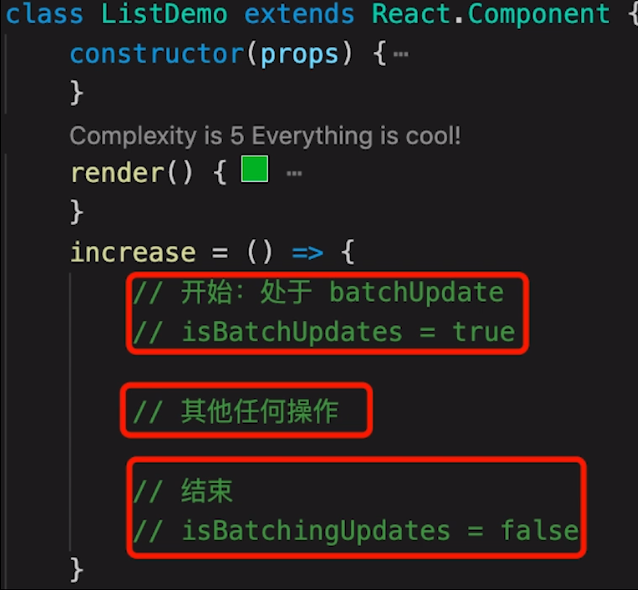 class ListDemo extends React.Component {
constructor(props) {⋯
}
Complexity is 5 Everything is cool!
render() { ⋯
}
increase = () => {
// 开始：处于 batchUpdate
// isBatchUpdates = true
// 其他任何操作
// 结束
// isBatchingUpdates = false
}